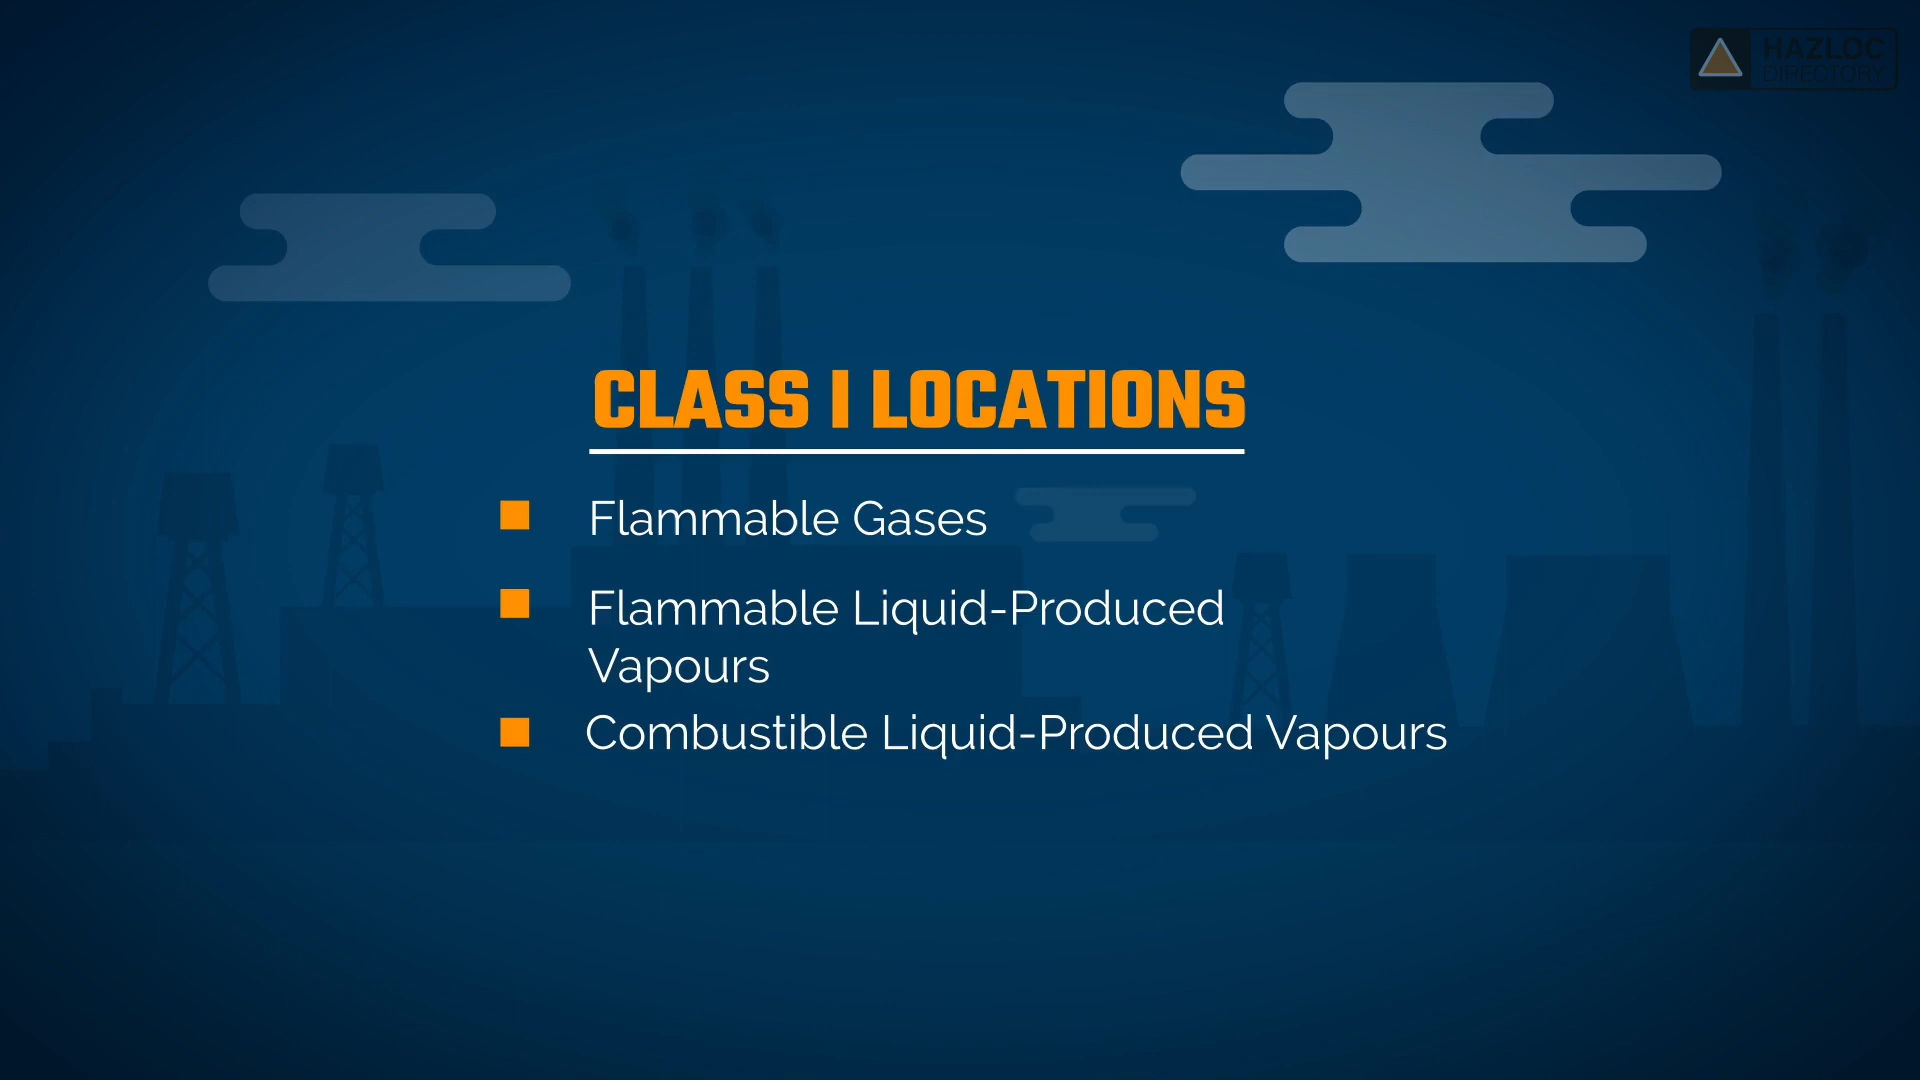 HAZLOC
DIRECTORY
CLASS I LOCATIONS
Flammable Gases
Flammable Liquid-Produced
Vapours
Combustible Liquid-Produced Vapours